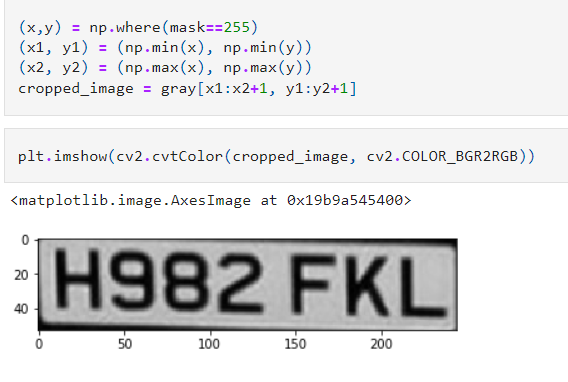 (x,y) = np.where(mask==255)
(x1, y1) = (np.min(x), np.min(y))
(x2, y2) = (np.max(x), np.max(y))
cropped_image = gray[x1:x2+1, y1:y2+1]
plt.imshow(cv2.cvtColor(cropped_image, cv2.COLOR_BGR2RGB))
<matplotlib.image.AxesImage at 0x19b9a545400>
0
20
40
H982 FKL
0 50 100 150 200